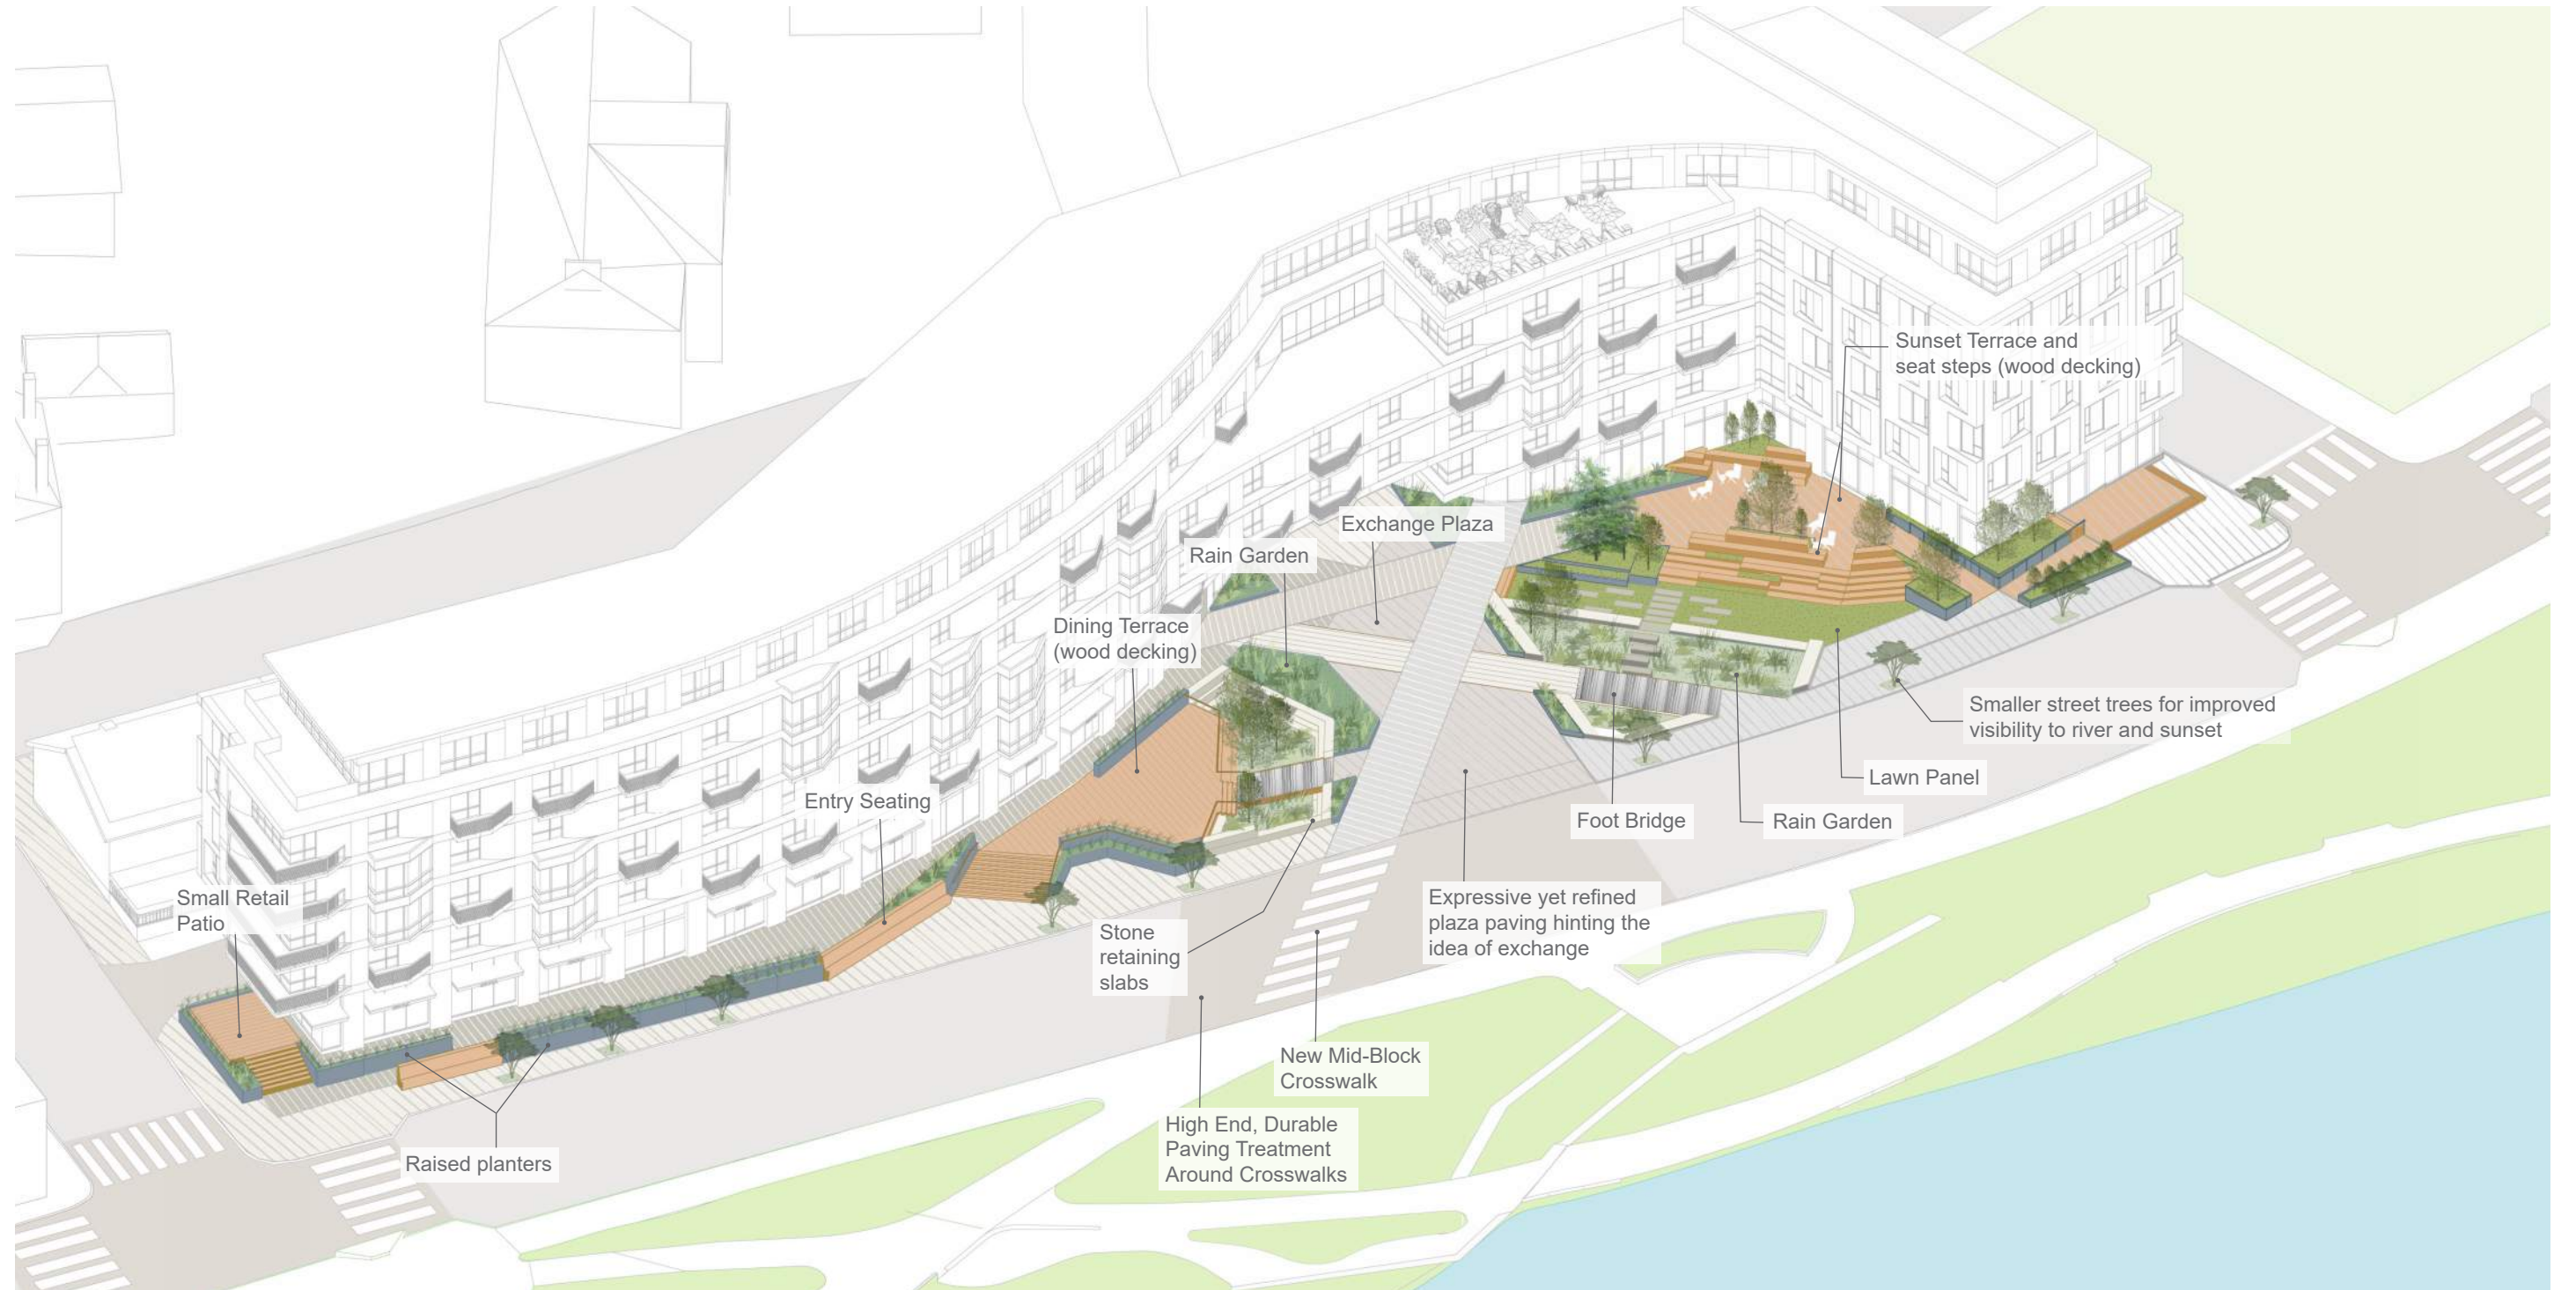 Sunset Terrace and
seat steps (wood decking)
Exchange Plaza
Rain Garden
Dining Terrace
(wood decking)
Smaller street trees for improved
visibility to river and sunset
Lawn Panel
Entry Seating
Foot Bridge
Rain Garden
Small Retail
Patio
Expressive yet refined
plaza paving hinting the
idea of exchange
Stone
retaining
slabs
New Mid-Block
Crosswalk
High End, Durable
Paving Treatment
Around Crosswalks
Raised planters